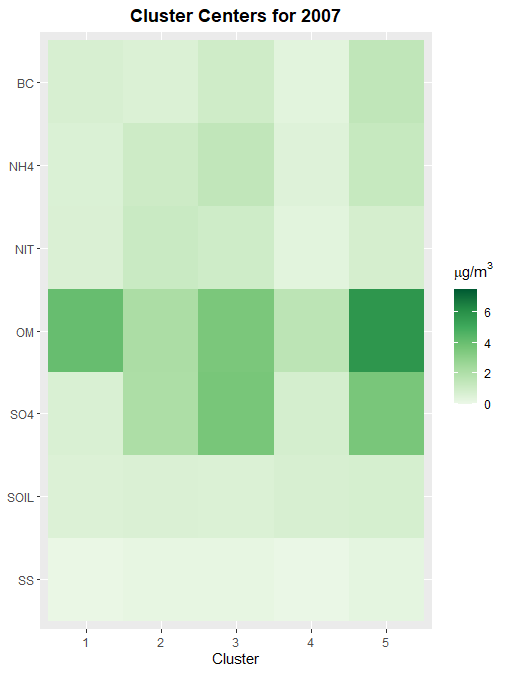 Cluster Centers for 2007
BC
NH4
NIT
OM
SO4
SOIL
SS
1 2 3 4 5
Cluster
μg/m³
6
4
2
0